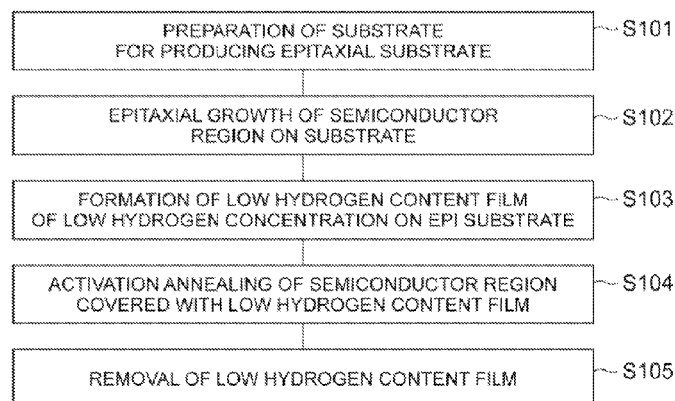 PREPARATION OF SUBSTRATE
FOR PRODUCING EPITAXIAL SUBSTRATE
S101
EPITAXIAL GROWTH OF SEMICONDUCTOR
REGION ON SUBSTRATE
S102
FORMATION OF LOW HYDROGEN CONTENT FILM
OF LOW HYDROGEN CONCENTRATION ON EPI SUBSTRATE
S103
ACTIVATION ANNEALING OF SEMICONDUCTOR REGION
COVERED WITH LOW HYDROGEN CONTENT FILM
S104
REMOVAL OF LOW HYDROGEN CONTENT FILM
S105